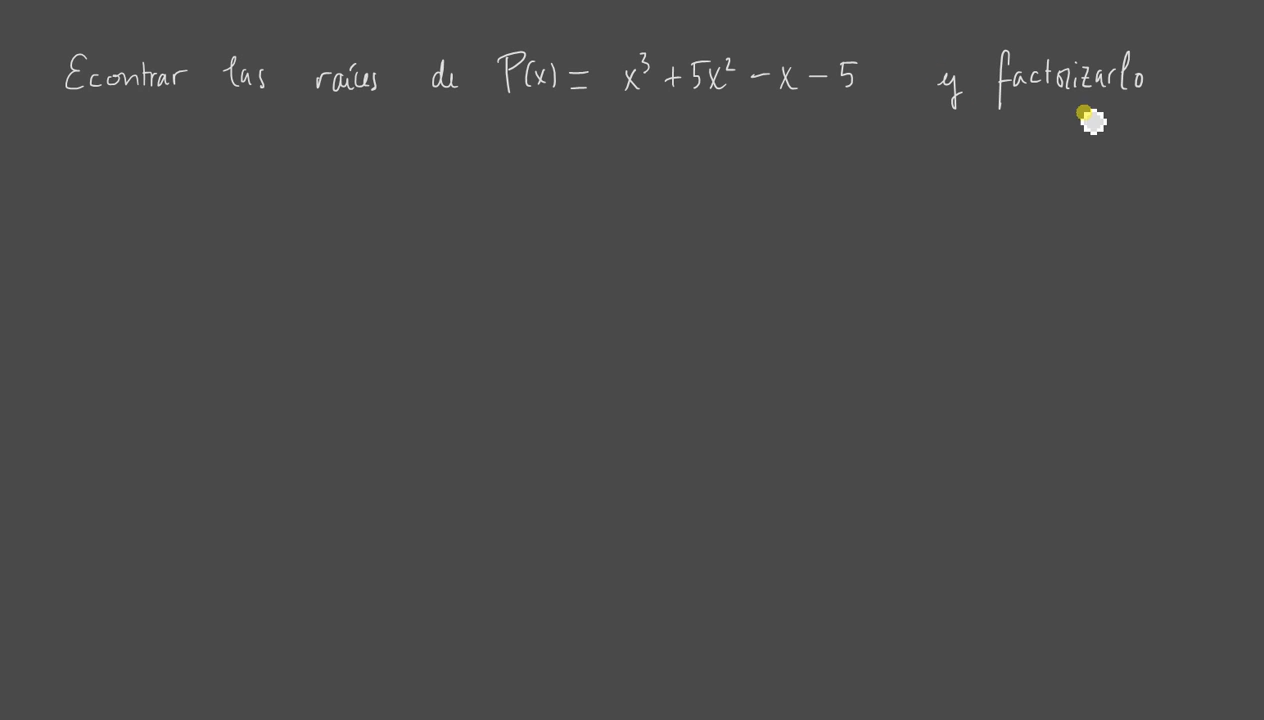 Econtrar las raíces de P(x) = x³ + 5x² - x - 5 y factorizarlo